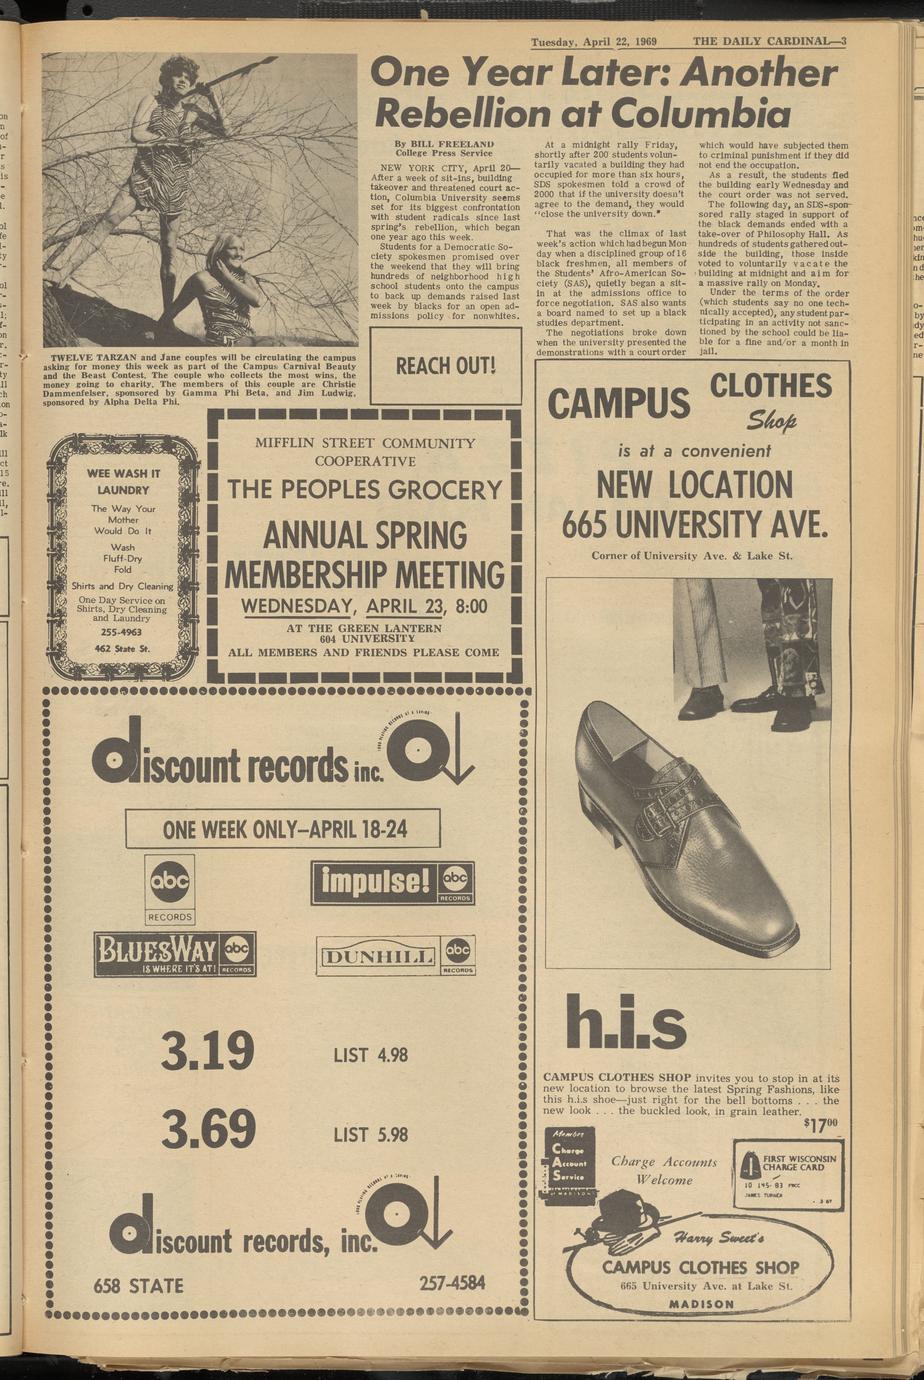 Tuesday, April 22, 1969 THE DAILY CARDINAL—3
One Year Later: Another
Rebellion at Columbia
By BILL FREELAND
College Press Service
NEW YORK CITY, April 20—
After a week of sit-ins, building
takeover and threatened court ac-
tion, Columbia University seems
set for its biggest confrontation
with student radicals since last
spring's rebellion, which began
one year ago this week.
Students for a Democratic So-
ciety spokesmen promised over
the weekend that they will bring
hundreds of neighborhood high
school students onto the campus
to back up demands raised last
week by blacks for an open ad-
missions policy for nonwhites.
At a midnight rally Friday,
shortly after 200 students volun-
tarily vacated a building they had
occupied for more than six hours,
SDS spokesmen told a crowd of
2000 that if the university doesn't
agree to the demand, they would
"close the university down."
That was the climax of last
week's action which had begun Mon
day when a disciplined group of 16
black freshmen, all members of
the Students' Afro-American So-
ciety (SAS), quietly began a sit-
in at the admissions office to
force negotiation. SAS also wants
a board named to set up a black
studies department.
The negotiations broke down
when the university presented the
demonstrations with a court order
which would have subjected them
to criminal punishment if they did
not end the occupation.
As a result, the students fled
the building early Wednesday and
the court order was not served.
The following day, an SDS-spon-
sored rally staged in support of
the black demands ended with a
take-over of Philosophy Hall. As
hundreds of students gathered out-
side the building, those inside
voted to voluntarily vacate the
building at midnight and aim for
a massive rally on Monday.
Under the terms of the order
(which students say no one tech-
nically accepted), any student par-
ticipating in an activity not sanc-
tioned by the school could be lia-
ble for a fine and/or a month in
jail.
TWELVE TARZAN and Jane couples will be circulating the campus
asking for money this week as part of the Campus Carnival Beauty
and the Beast Contest. The couple who collects the most wins, the
money going to charity. The members of this couple are Christie
Dammenfelser, sponsored by Gamma Phi Beta, and Jim Ludwig,
sponsored by Alpha Delta Phi.
REACH OUT!
WEE WASH IT
LAUNDRY
The Way Your
Mother
Would Do It
Wash
Fluff-Dry
Fold
Shirts and Dry Cleaning
One Day Service on
Shirts, Dry Cleaning
and Laundry
255-4963
462 State St.
MIFFLIN STREET COMMUNITY
COOPERATIVE
THE PEOPLES GROCERY
ANNUAL SPRING
MEMBERSHIP MEETING
WEDNESDAY, APRIL 23, 8:00
AT THE GREEN LANTERN
604 UNIVERSITY
ALL MEMBERS AND FRIENDS PLEASE COME
discount records inc.
ONE WEEK ONLY—APRIL 18-24
abc
RECORDS
impulse! abc
RECORDS
BLUESWAY abc
IS WHERE IT'S AT! RECORDS
DUNHILL abc
RECORDS
3.19 LIST 4.98
3.69 LIST 5.98
discount records, inc.
658 STATE 257-4584
CAMPUS CLOTHES
Shop
is at a convenient
NEW LOCATION
665 UNIVERSITY AVE.
Corner of University Ave. & Lake St.
h.i.s
CAMPUS CLOTHES SHOP invites you to stop in at its
new location to browse the latest Spring Fashions, like
this h.i.s shoe—just right for the bell bottoms . . . the
new look . . . the buckled look, in grain leather.
$17.00
Member
Charge
Account
Service
of MADISON
Charge Accounts
Welcome
FIRST WISCONSIN
CHARGE CARD
10 145- 83
JAMES TURNER
Harry Sweet's
CAMPUS CLOTHES SHOP
665 University Ave. at Lake St.
MADISON